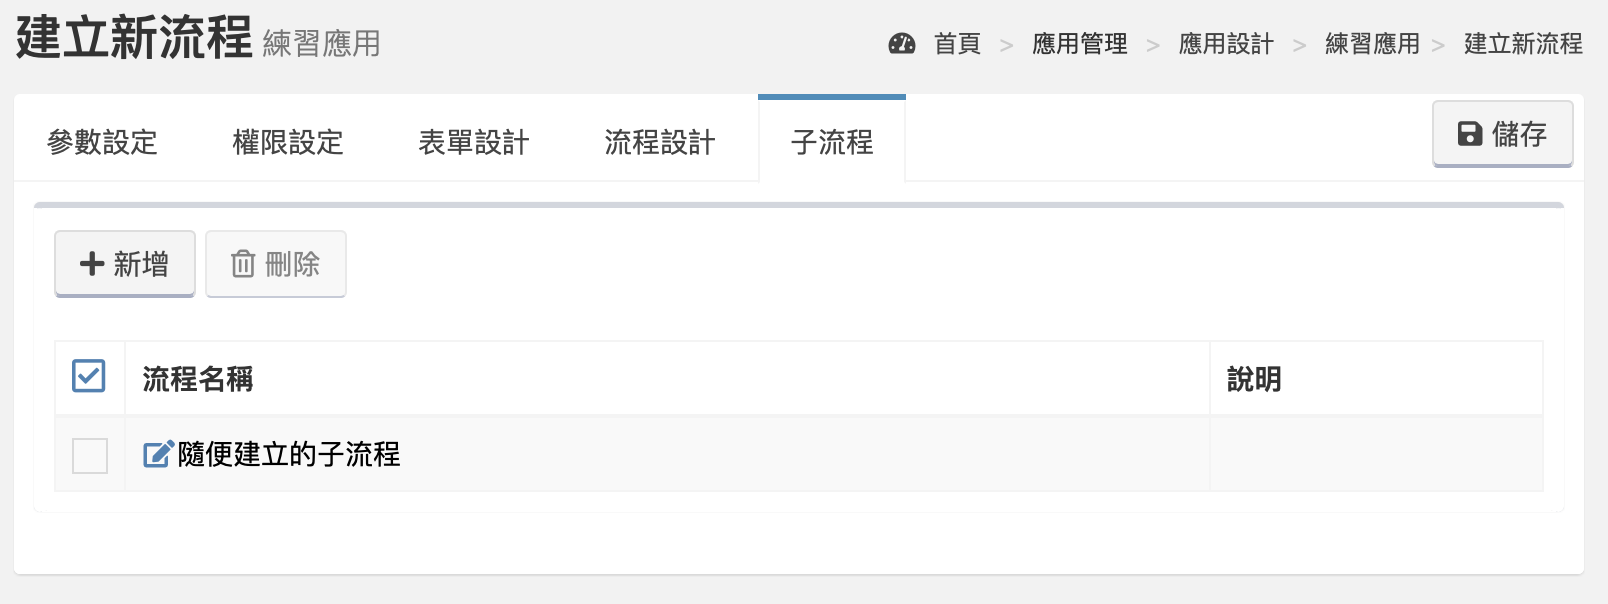 建立新流程 練習應用
首頁 > 應用管理 > 應用設計 > 練習應用 > 建立新流程
參數設定 權限設定 表單設計 流程設計 子流程 儲存
新增 刪除
流程名稱 說明
隨便建立的子流程